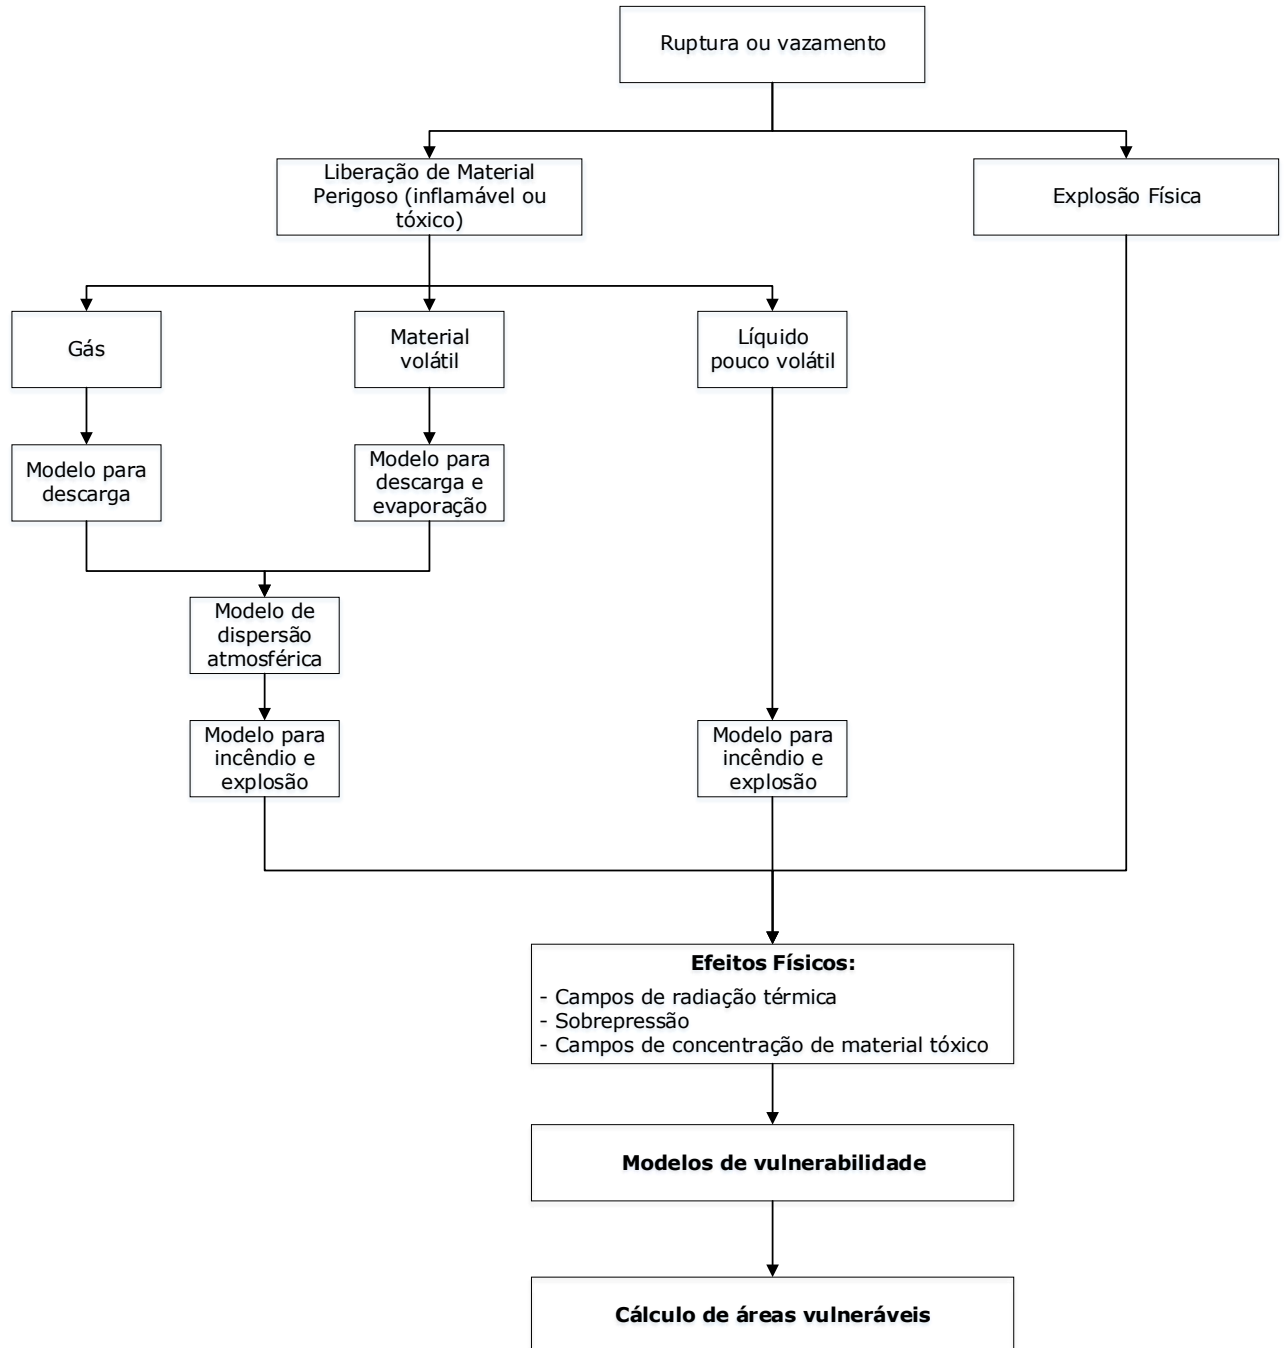 Ruptura ou vazamento
Liberação de Material
Perigoso (inflamável ou
tóxico)
Explosão Física
Gás
Material
volátil
Líquido
pouco volátil
Modelo para
descarga
Modelo para
descarga e
evaporação
Modelo de
dispersão
atmosférica
Modelo para
incêndio e
explosão
Modelo para
incêndio e
explosão
Efeitos Físicos:
- Campos de radiação térmica
- Sobrepressão
- Campos de concentração de material tóxico
Modelos de vulnerabilidade
Cálculo de áreas vulneráveis